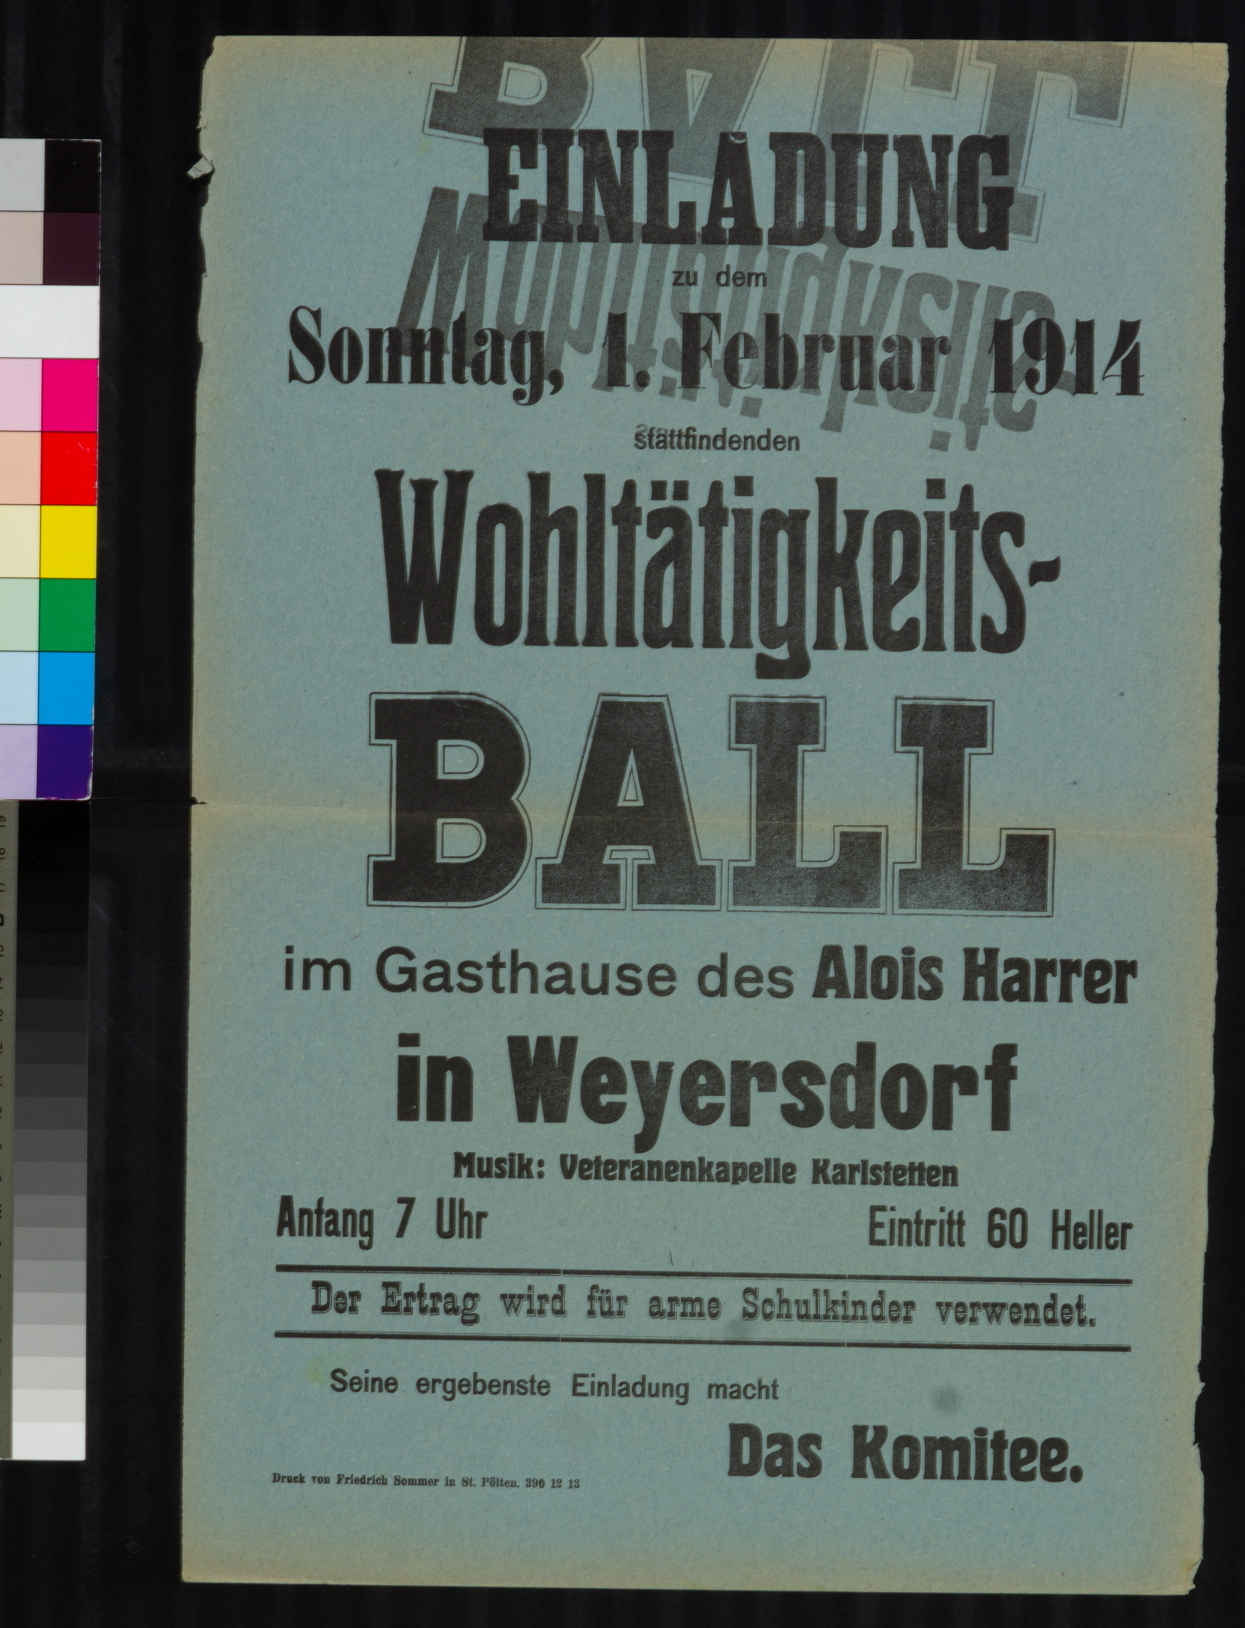 EINLADUNG
zu dem
Sonntag, 1. Februar 1914
stattfindenden
Wohltätigkeits-
BALL
im Gasthause des Alois Harrer
in Weyersdorf
Musik: Veteranenkapelle Karlstetten
Anfang 7 Uhr Eintritt 60 Heller
Der Ertrag wird für arme Schulkinder verwendet.
Seine ergebenste Einladung macht
Das Komitee.
Druck von Friedrich Sommer in St. Pölten. 390 12 13